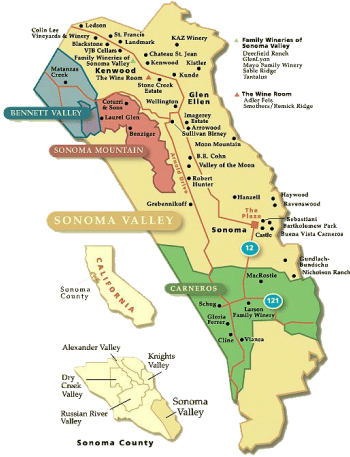 Ledson
Colin Lee
Vineyards & Winery
St. Francis
Landmark
Blackstone
VJB Cellars
KAZ Winery
Family Wineries of
Sonoma Valley
Chateau St. Jean
Matanzas
Creek
Kenwood
The Wine Room
Kenwood
Kistler
Kunde
Stone Creek
Estate
Family Wineries of
Sonoma Valley
Deerfield Ranch
Mayo Family Winery
Sable Ridge
Tantalus
The Wine Room
Adler Fels
Smothers/Remick Ridge
BENNETT VALLEY
Coturri
& Sons
Wellington
Glen
Ellen
Laurel Glen
Imagery
Estate
Arrowood
Sullivan Birney
Benziger
Moon Mountain
SONOMA MOUNTAIN
Arnold Drive
B.R. Cohn
Valley of the Moon
Robert
Hunter
Grebennikoff
Hanzell
Haywood
Ravenswood
SONOMA VALLEY
The
Plaza
Sonoma
Sebastiani
Bartholomew Park
Castle
Buena Vista Carneros
12
Gundlach-
Bundschu
Nicholson Ranch
MacRostie
CARNEROS
121
Schug
Larson
Family Winery
Gloria
Ferrer
Cline
Viansa
CALIFORNIA
Sonoma
County
Alexander Valley
Knights
Valley
Dry
Creek
Valley
Sonoma
Valley
Russian River
Valley
Sonoma County